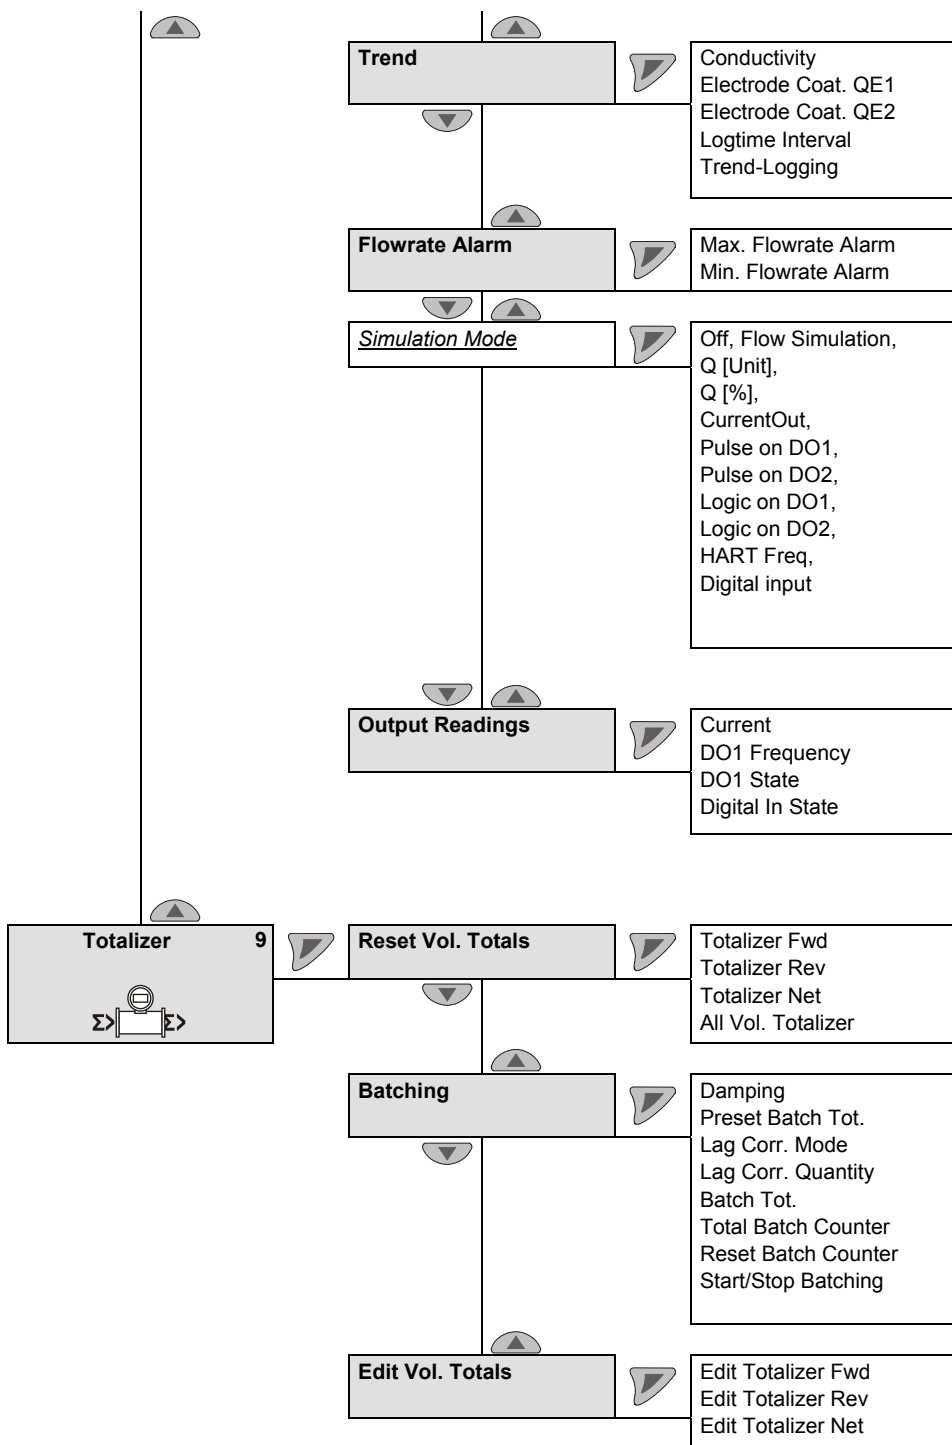 Trend
Conductivity
Electrode Coat. QE1
Electrode Coat. QE2
Logtime Interval
Trend-Logging
Flowrate Alarm
Max. Flowrate Alarm
Min. Flowrate Alarm
Simulation Mode
Off, Flow Simulation,
Q [Unit],
Q [%],
CurrentOut,
Pulse on DO1,
Pulse on DO2,
Logic on DO1,
Logic on DO2,
HART Freq,
Digital input
Output Readings
Current
DO1 Frequency
DO1 State
Digital In State
Totalizer 9
Σ> Σ>
Reset Vol. Totals
Totalizer Fwd
Totalizer Rev
Totalizer Net
All Vol. Totalizer
Batching
Damping
Preset Batch Tot.
Lag Corr. Mode
Lag Corr. Quantity
Batch Tot.
Total Batch Counter
Reset Batch Counter
Start/Stop Batching
Edit Vol. Totals
Edit Totalizer Fwd
Edit Totalizer Rev
Edit Totalizer Net